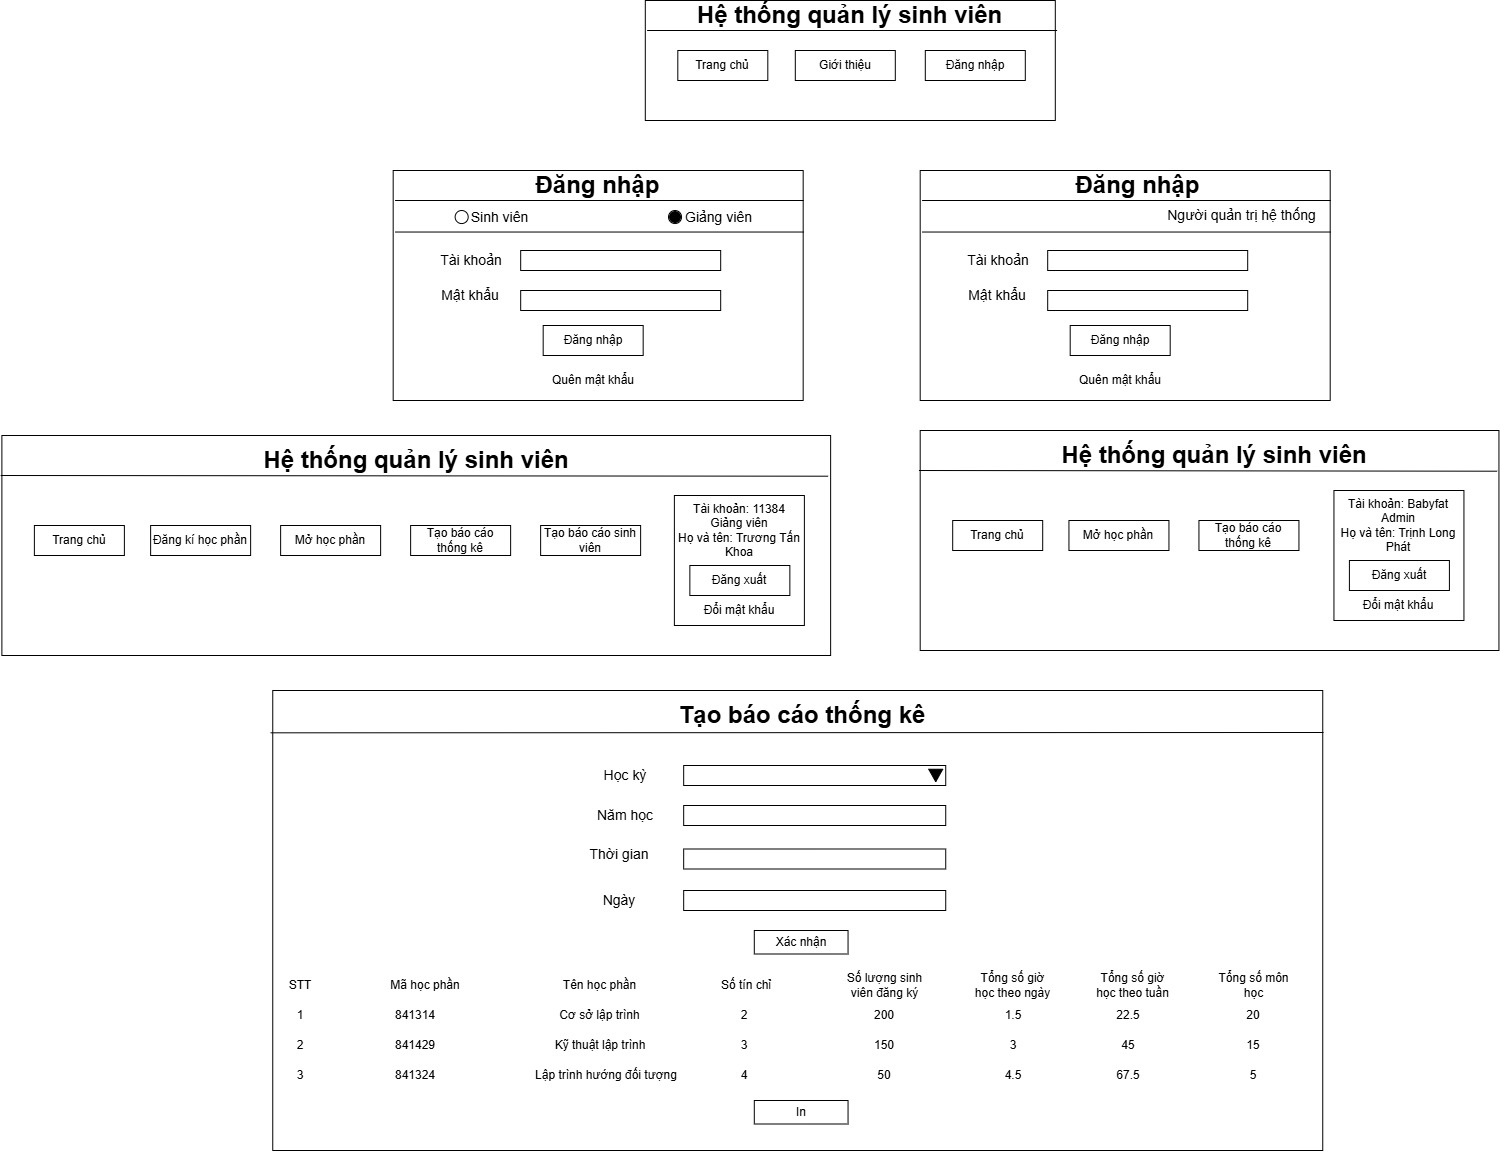 Hệ thống quản lý sinh viên
Trang chủ
Giới thiệu
Đăng nhập
Đăng nhập
Sinh viên
Giảng viên
Tài khoản
Mật khẩu
Đăng nhập
Quên mật khẩu
Đăng nhập
Người quản trị hệ thống
Tài khoản
Mật khẩu
Đăng nhập
Quên mật khẩu
Hệ thống quản lý sinh viên
Trang chủ
Đăng kí học phần
Mở học phần
Tạo báo cáo
thống kê
Tạo báo cáo sinh
viên
Tài khoản: 11384
Giảng viên
Họ và tên: Trương Tấn
Khoa
Đăng xuất
Đổi mật khẩu
Hệ thống quản lý sinh viên
Trang chủ
Mở học phần
Tạo báo cáo
thống kê
Tài khoản: Babyfat
Admin
Họ và tên: Trịnh Long
Phát
Đăng xuất
Đổi mật khẩu
Tạo báo cáo thống kê
Học kỳ
Năm học
Thời gian
Ngày
Xác nhận
STT
Mã học phần
Tên học phần
Số tín chỉ
Số lượng sinh
viên đăng ký
Tổng số giờ
học theo ngày
Tổng số giờ
học theo tuần
Tổng số môn
học
1 841314 Cơ sở lập trình 2 200 1.5 22.5 20
2 841429 Kỹ thuật lập trình 3 150 3 45 15
3 841324 Lập trình hướng đối tượng 4 50 4.5 67.5 5
In